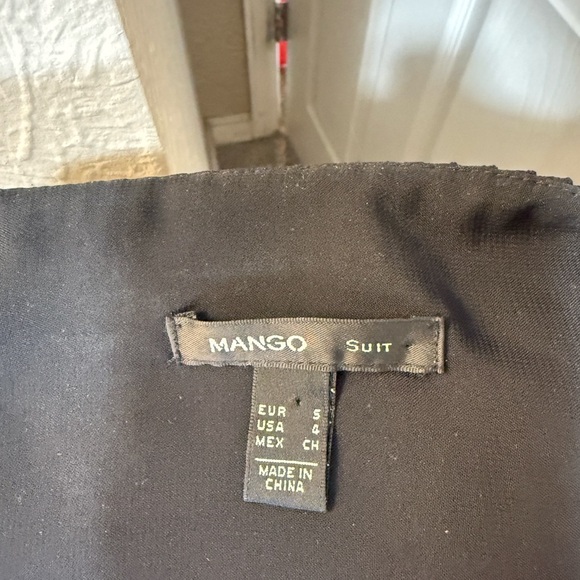 MANGO SUIT
EUR S
USA 4
MEX CH
MADE IN
CHINA